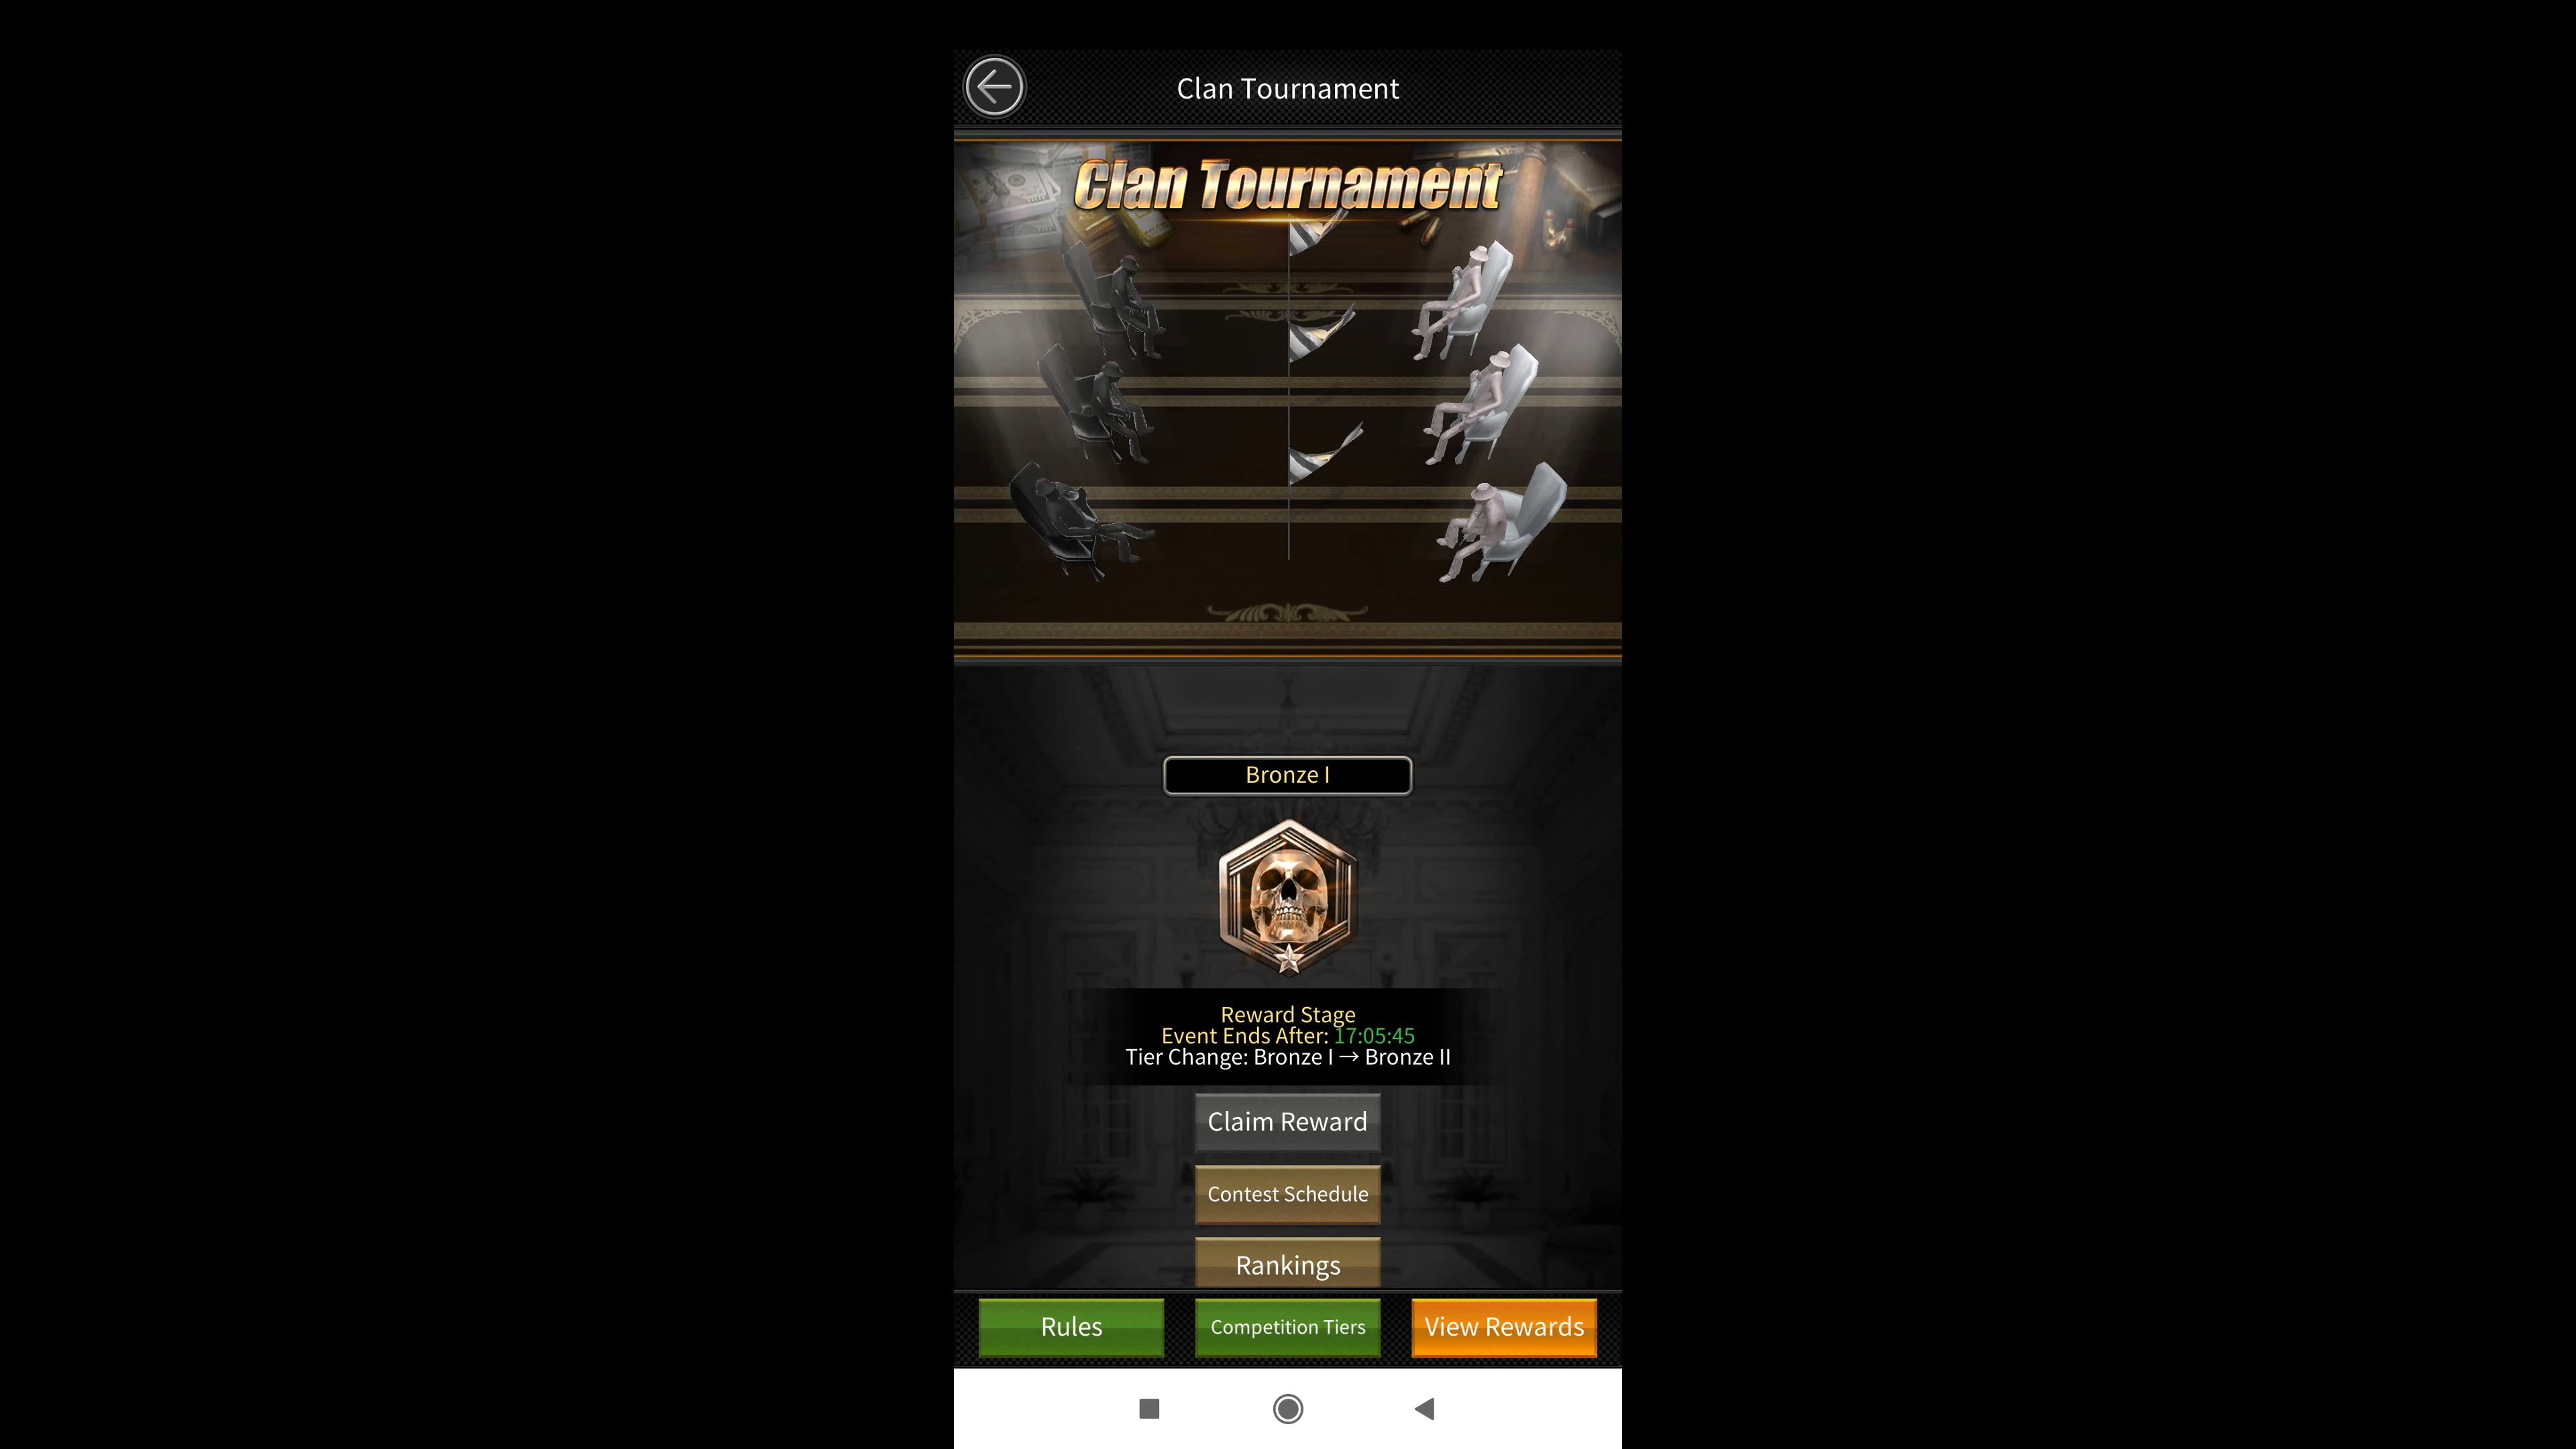 Clan Tournament
Clan Tournament
Bronze I
Reward Stage
Event Ends After: 17:05:45
Tier Change: Bronze I → Bronze II
Claim Reward
Contest Schedule
Rankings
Rules
Competition Tiers
View Rewards